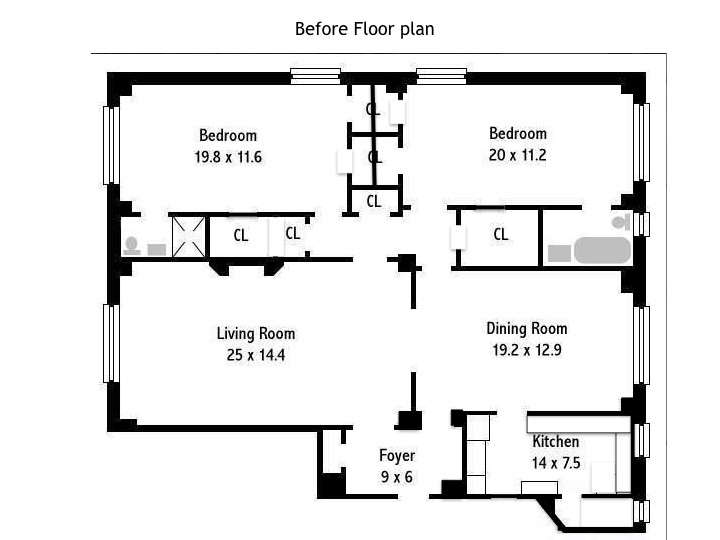 Before Floor plan
CL
Bedroom
19.8 x 11.6
Bedroom
20 x 11.2
CL
CL
CL
CL
CL
Living Room
25 x 14.4
Dining Room
19.2 x 12.9
Kitchen
14 x 7.5
Foyer
9 x 6